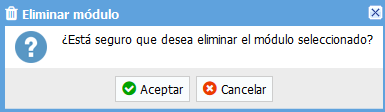 Eliminar módulo
¿Está seguro que desea eliminar el módulo seleccionado?
Aceptar
Cancelar